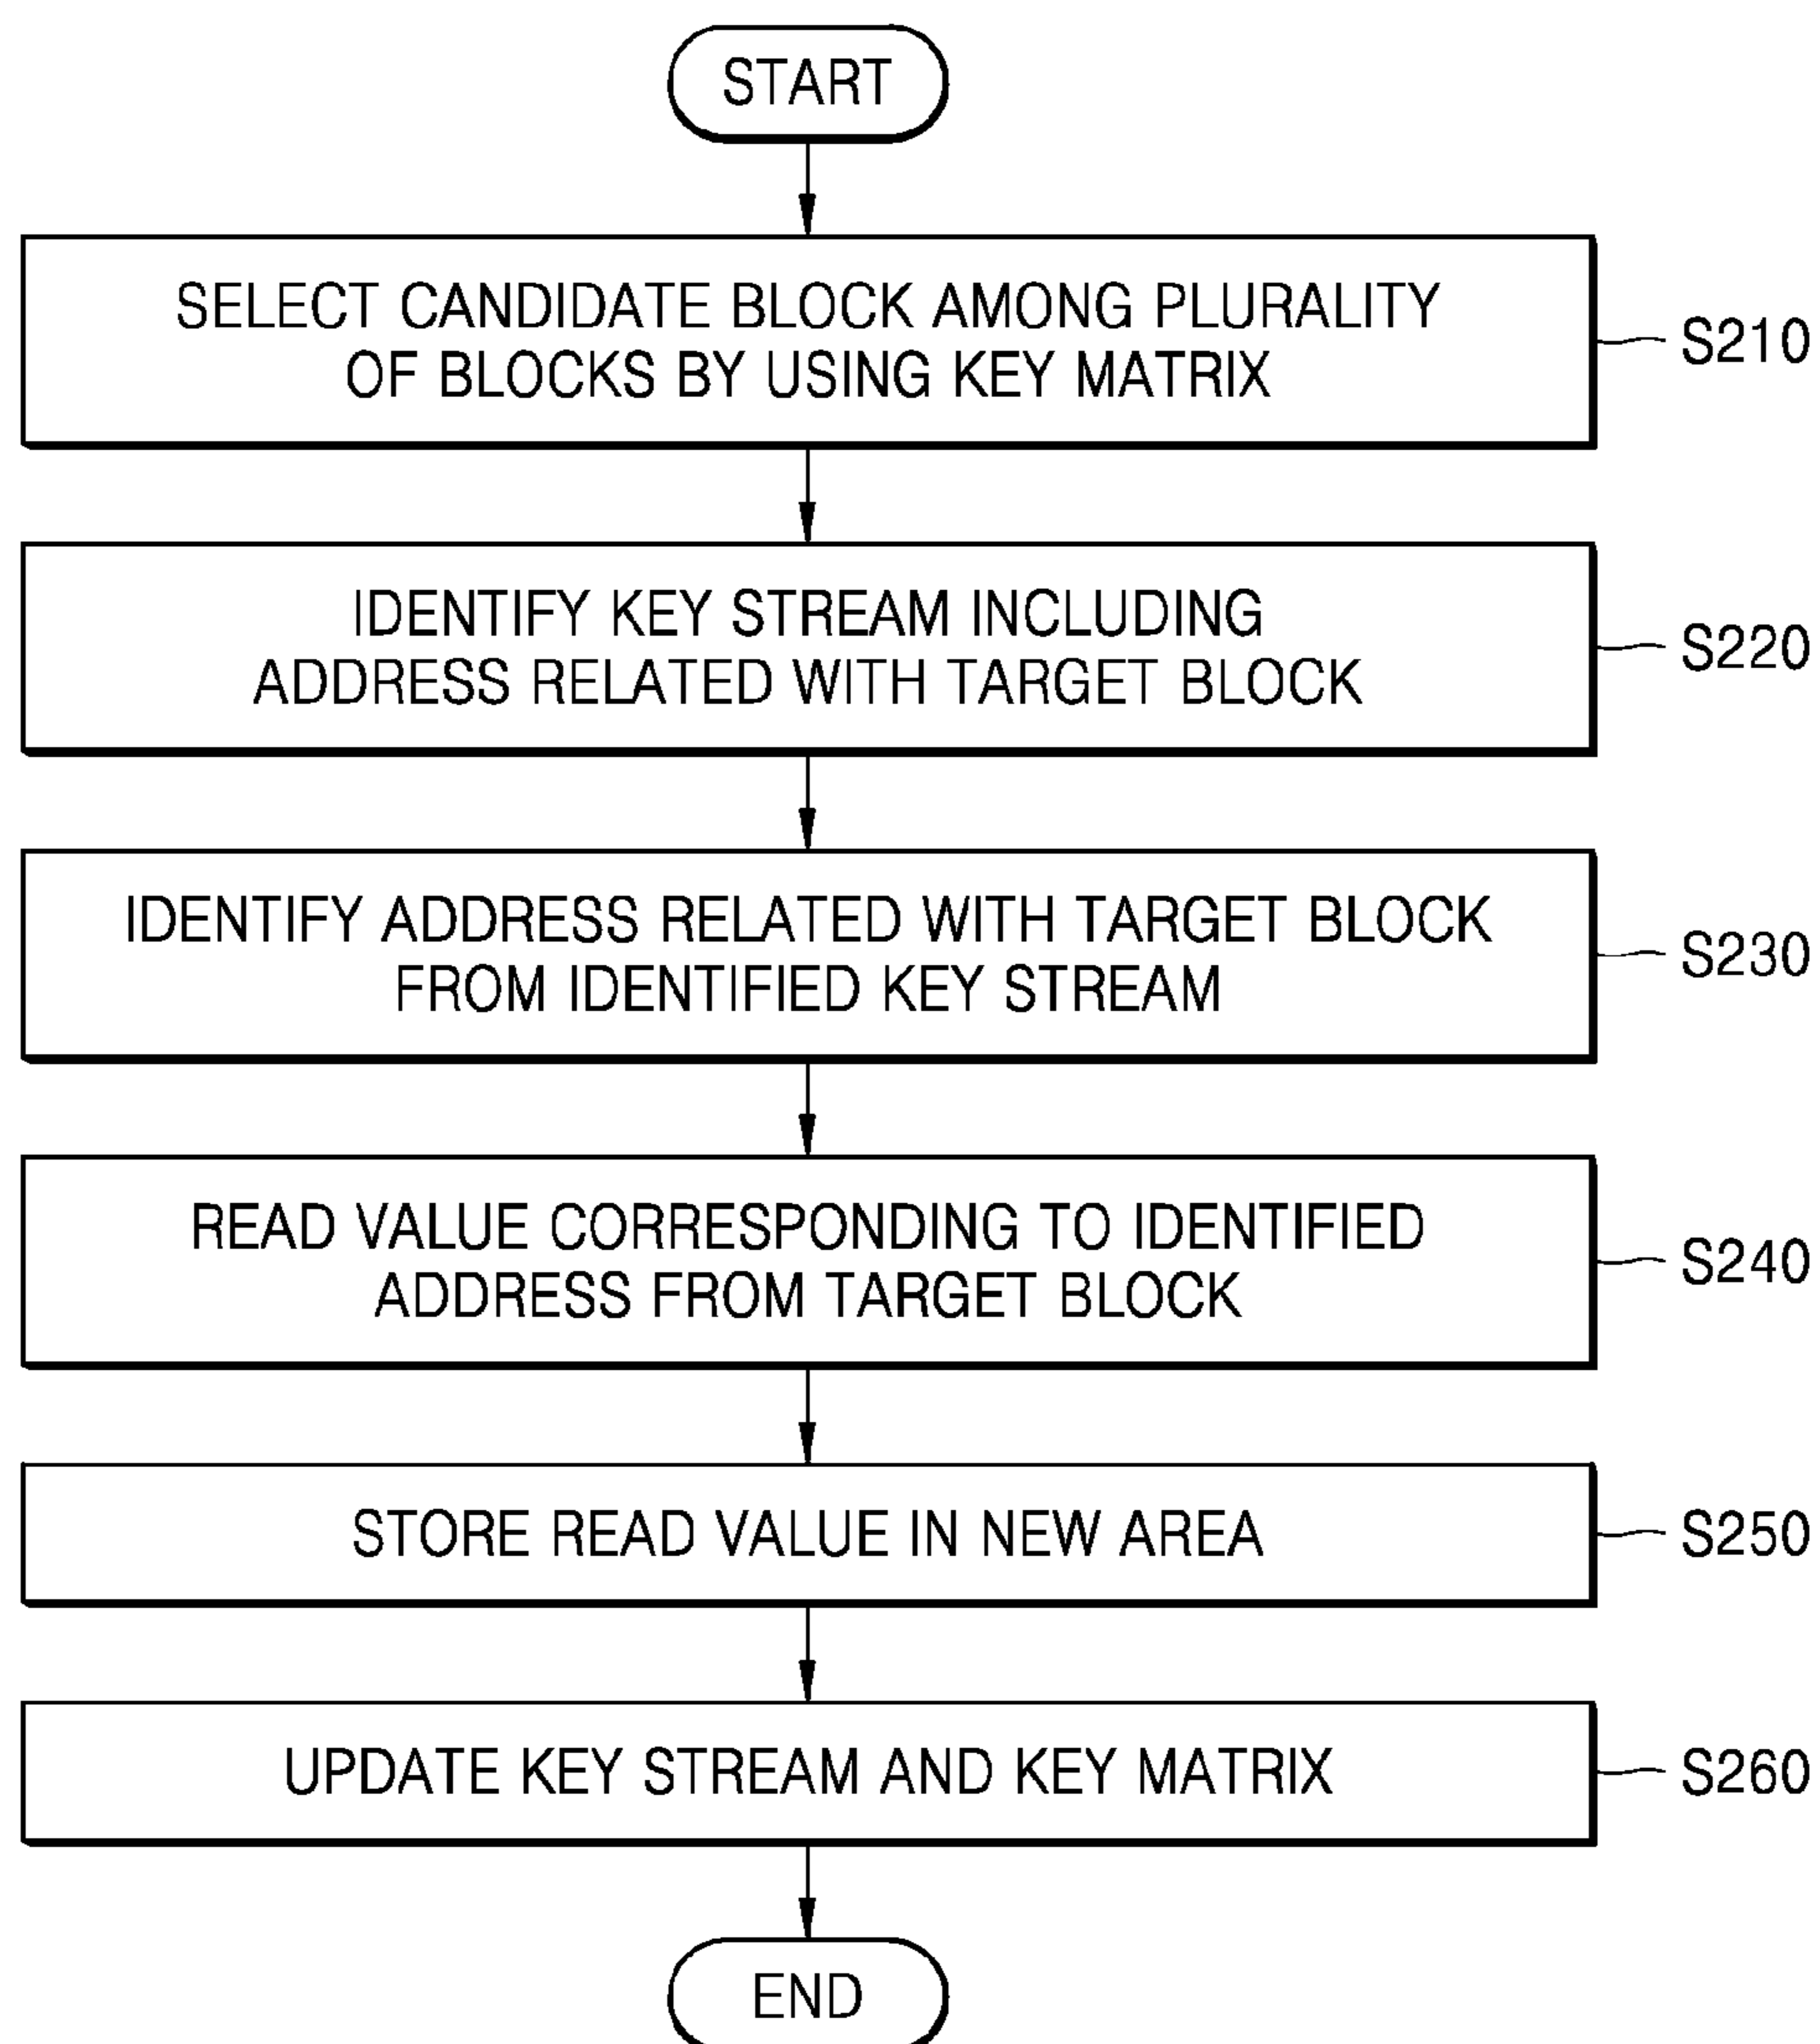 START
SELECT CANDIDATE BLOCK AMONG PLURALITY
OF BLOCKS BY USING KEY MATRIX
S210
IDENTIFY KEY STREAM INCLUDING
ADDRESS RELATED WITH TARGET BLOCK
S220
IDENTIFY ADDRESS RELATED WITH TARGET BLOCK
FROM IDENTIFIED KEY STREAM
S230
READ VALUE CORRESPONDING TO IDENTIFIED
ADDRESS FROM TARGET BLOCK
S240
STORE READ VALUE IN NEW AREA
S250
UPDATE KEY STREAM AND KEY MATRIX
S260
END